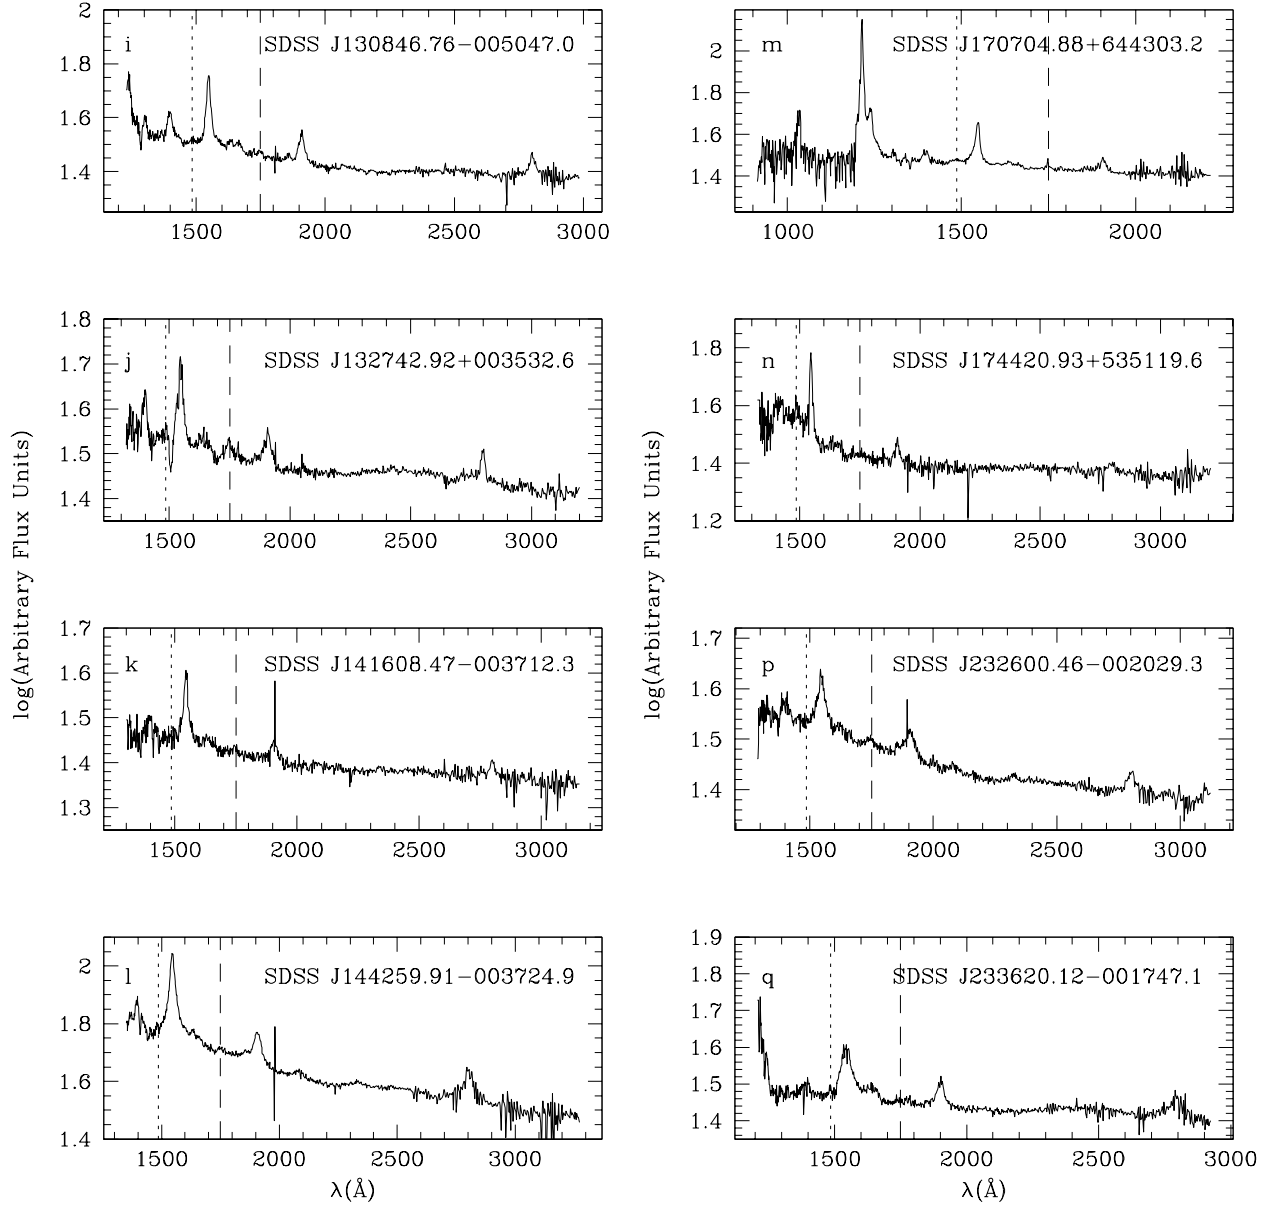 i SDSS J130846.76−005047.0
2
1.8
1.6
1.4
1500 2000 2500 3000
m SDSS J170704.88+644303.2
2
1.8
1.6
1.4
1000 1500 2000
j SDSS J132742.92+003532.6
1.8
1.7
1.6
1.5
1.4
1500 2000 2500 3000
n SDSS J174420.93+535119.6
1.8
1.6
1.4
1.2
1500 2000 2500 3000
log(Arbitrary Flux Units)
log(Arbitrary Flux Units)
k SDSS J141608.47−003712.3
1.7
1.6
1.5
1.4
1.3
1500 2000 2500 3000
p SDSS J232600.46−002029.3
1.7
1.6
1.5
1.4
1500 2000 2500 3000
l SDSS J144259.91−003724.9
2
1.8
1.6
1.4
1500 2000 2500 3000
λ(Å)
q SDSS J233620.12−001747.1
1.9
1.8
1.7
1.6
1.5
1.4
1500 2000 2500 3000
λ(Å)